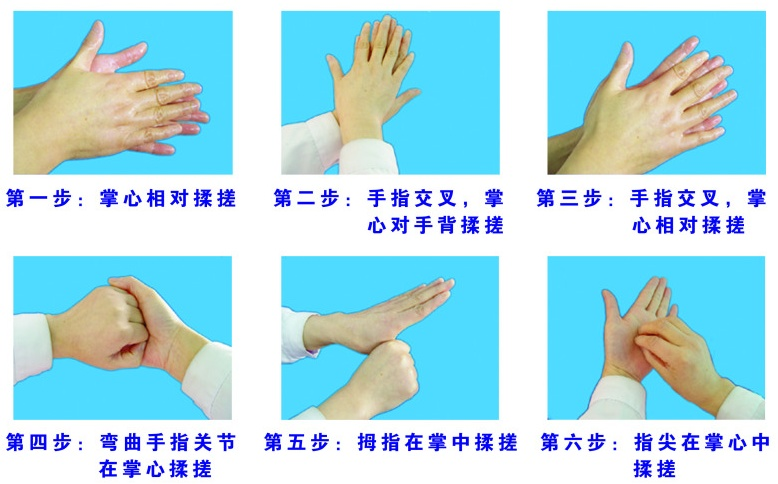 第一步：掌心相对揉搓
第二步：手指交叉，掌
心对手背揉搓
第三步：手指交叉，掌
心相对揉搓
第四步：弯曲手指关节
在掌心揉搓
第五步：拇指在掌中揉搓
第六步：指尖在掌心中
揉搓